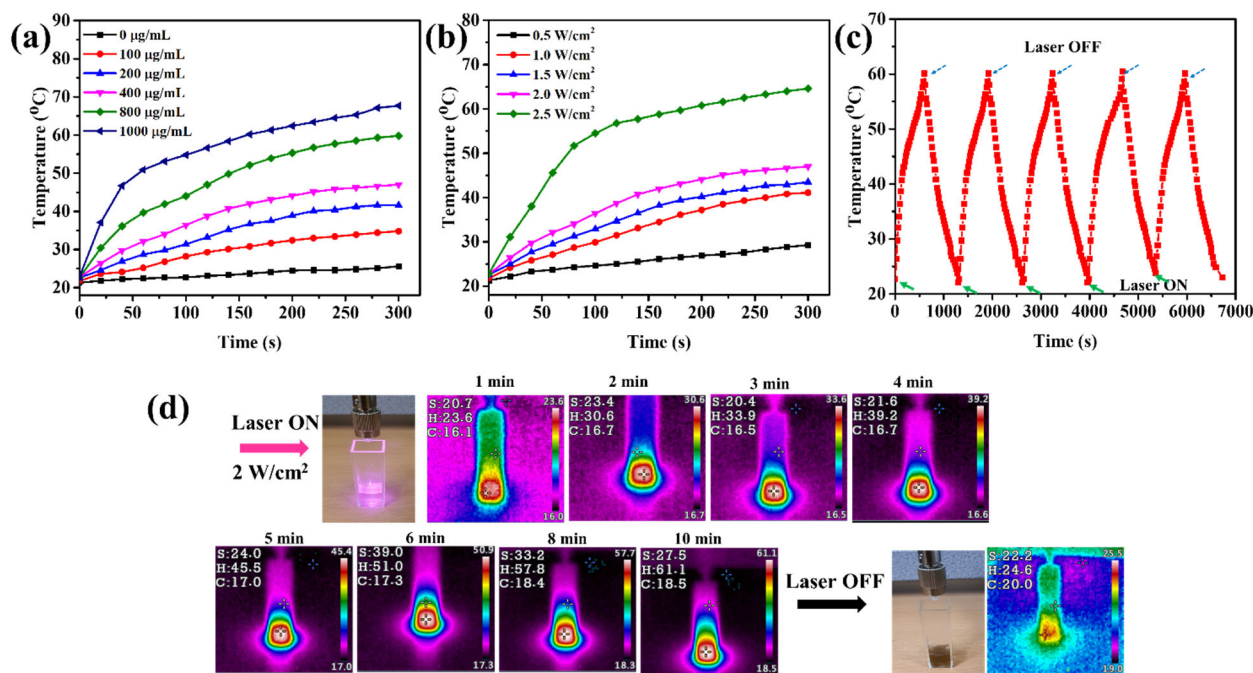 (a)
Temperature (⁰C)
90
80
70
60
50
40
30
20
0 μg/mL
100 μg/mL
200 μg/mL
400 μg/mL
800 μg/mL
1000 μg/mL
0 50 100 150 200 250 300
Time (s)
(b)
Temperature (⁰C)
80
70
60
50
40
30
20
0.5 W/cm²
1.0 W/cm²
1.5 W/cm²
2.0 W/cm²
2.5 W/cm²
0 50 100 150 200 250 300
Time (s)
(c)
Temperature (⁰C)
70
60
50
40
30
20
Laser OFF
Laser ON
0 1000 2000 3000 4000 5000 6000 7000
Time (s)
(d)
Laser ON
2 W/cm²
1 min
S:20.7
H:23.6
C:16.1
23.6
16.0
2 min
S:23.4
H:30.6
C:16.7
30.6
16.7
3 min
S:20.4
H:33.9
C:16.5
33.6
16.5
4 min
S:21.6
H:39.2
C:16.7
39.2
16.6
5 min
S:24.0
H:45.5
C:17.0
45.4
17.0
6 min
S:39.0
H:51.0
C:17.3
50.9
17.3
8 min
S:33.2
H:57.8
C:18.4
57.7
18.3
10 min
S:27.5
H:61.1
C:18.5
61.1
18.5
Laser OFF
S:22.2
H:24.6
C:20.0
25.5
19.0